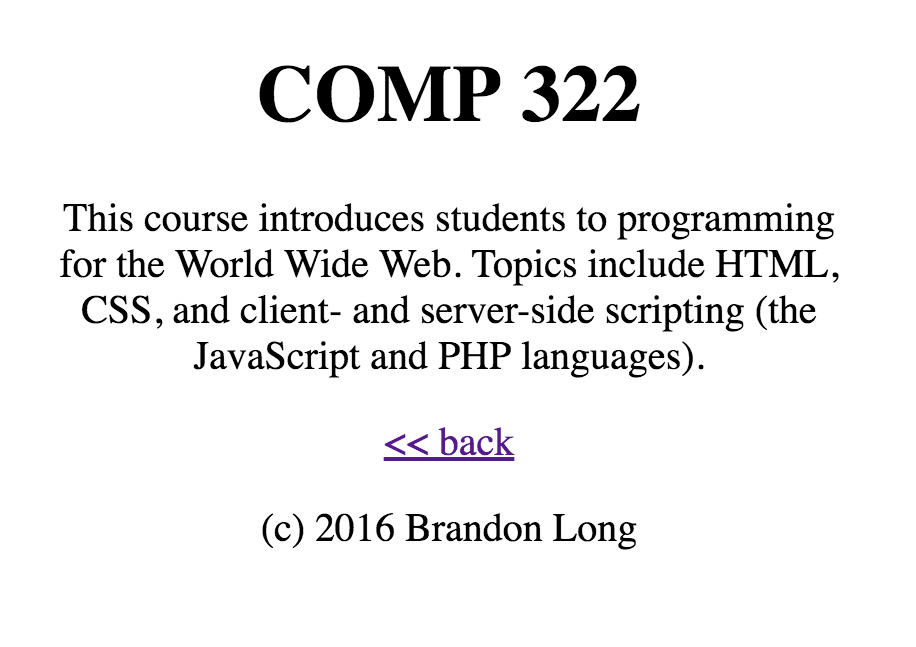 COMP 322
This course introduces students to programming
for the World Wide Web. Topics include HTML,
CSS, and client- and server-side scripting (the
JavaScript and PHP languages).
<< back
(c) 2016 Brandon Long